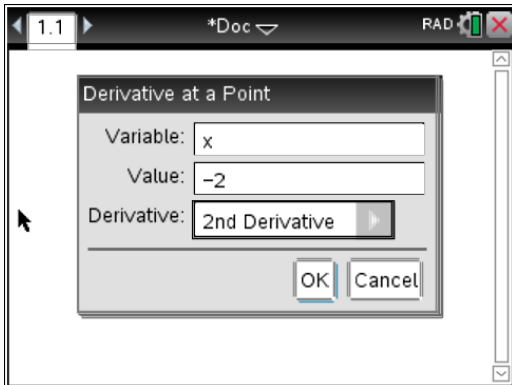 1.1 *Doc RAD
Derivative at a Point
Variable: x
Value: −2
Derivative: 2nd Derivative
OK Cancel